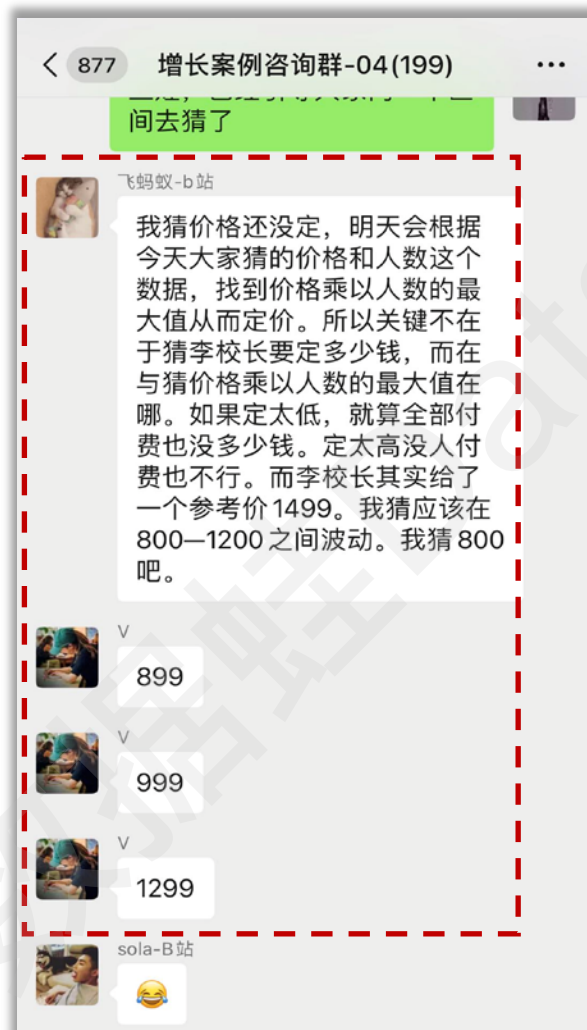 877
增长案例咨询群-04(199)
间去猜了
飞蚂蚁-b站
我猜价格还没定，明天会根据
今天大家猜的价格和人数这个
数据，找到价格乘以人数的最
大值从而定价。所以关键不在
于猜李校长要定多少钱，而在
与猜价格乘以人数的最大值在
哪。如果定太低，就算全部付
费也没多少钱。定太高没人付
费也不行。而李校长其实给了
一个参考价1499。我猜应该在
800—1200之间波动。我猜800
吧。
V
899
V
999
V
1299
sola-B站